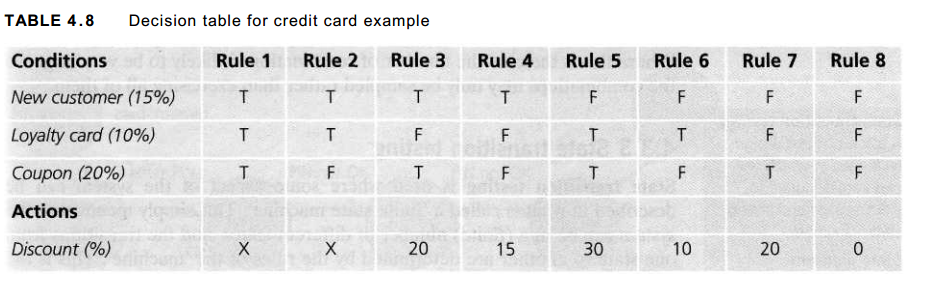 TABLE 4.8 Decision table for credit card example
Conditions Rule 1 Rule 2 Rule 3 Rule 4 Rule 5 Rule 6 Rule 7 Rule 8
New customer (15%) T T T T F F F F
Loyalty card (10%) T T F F T T F F
Coupon (20%) T F T F T F T F
Actions
Discount (%) X X 20 15 30 10 20 0